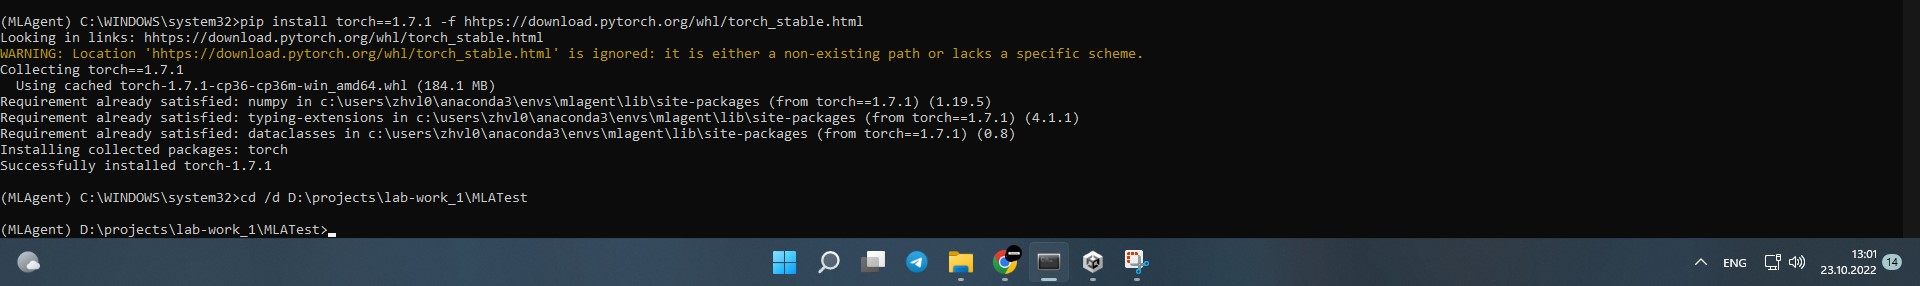 (MLAgent) C:\WINDOWS\system32>pip install torch==1.7.1 -f hhttps://download.pytorch.org/whl/torch_stable.html
Looking in links: hhttps://download.pytorch.org/whl/torch_stable.html
WARNING: Location 'hhttps://download.pytorch.org/whl/torch_stable.html' is ignored: it is either a non-existing path or lacks a specific scheme.
Collecting torch==1.7.1
  Using cached torch-1.7.1-cp36-cp36m-win_amd64.whl (184.1 MB)
Requirement already satisfied: numpy in c:\users\zhvl0\anaconda3\envs\mlagent\lib\site-packages (from torch==1.7.1) (1.19.5)
Requirement already satisfied: typing-extensions in c:\users\zhvl0\anaconda3\envs\mlagent\lib\site-packages (from torch==1.7.1) (4.1.1)
Requirement already satisfied: dataclasses in c:\users\zhvl0\anaconda3\envs\mlagent\lib\site-packages (from torch==1.7.1) (0.8)
Installing collected packages: torch
Successfully installed torch-1.7.1
(MLAgent) C:\WINDOWS\system32>cd /d D:\projects\lab-work_1\MLATest
(MLAgent) D:\projects\lab-work_1\MLATest>
ENG
13:01
23.10.2022
14